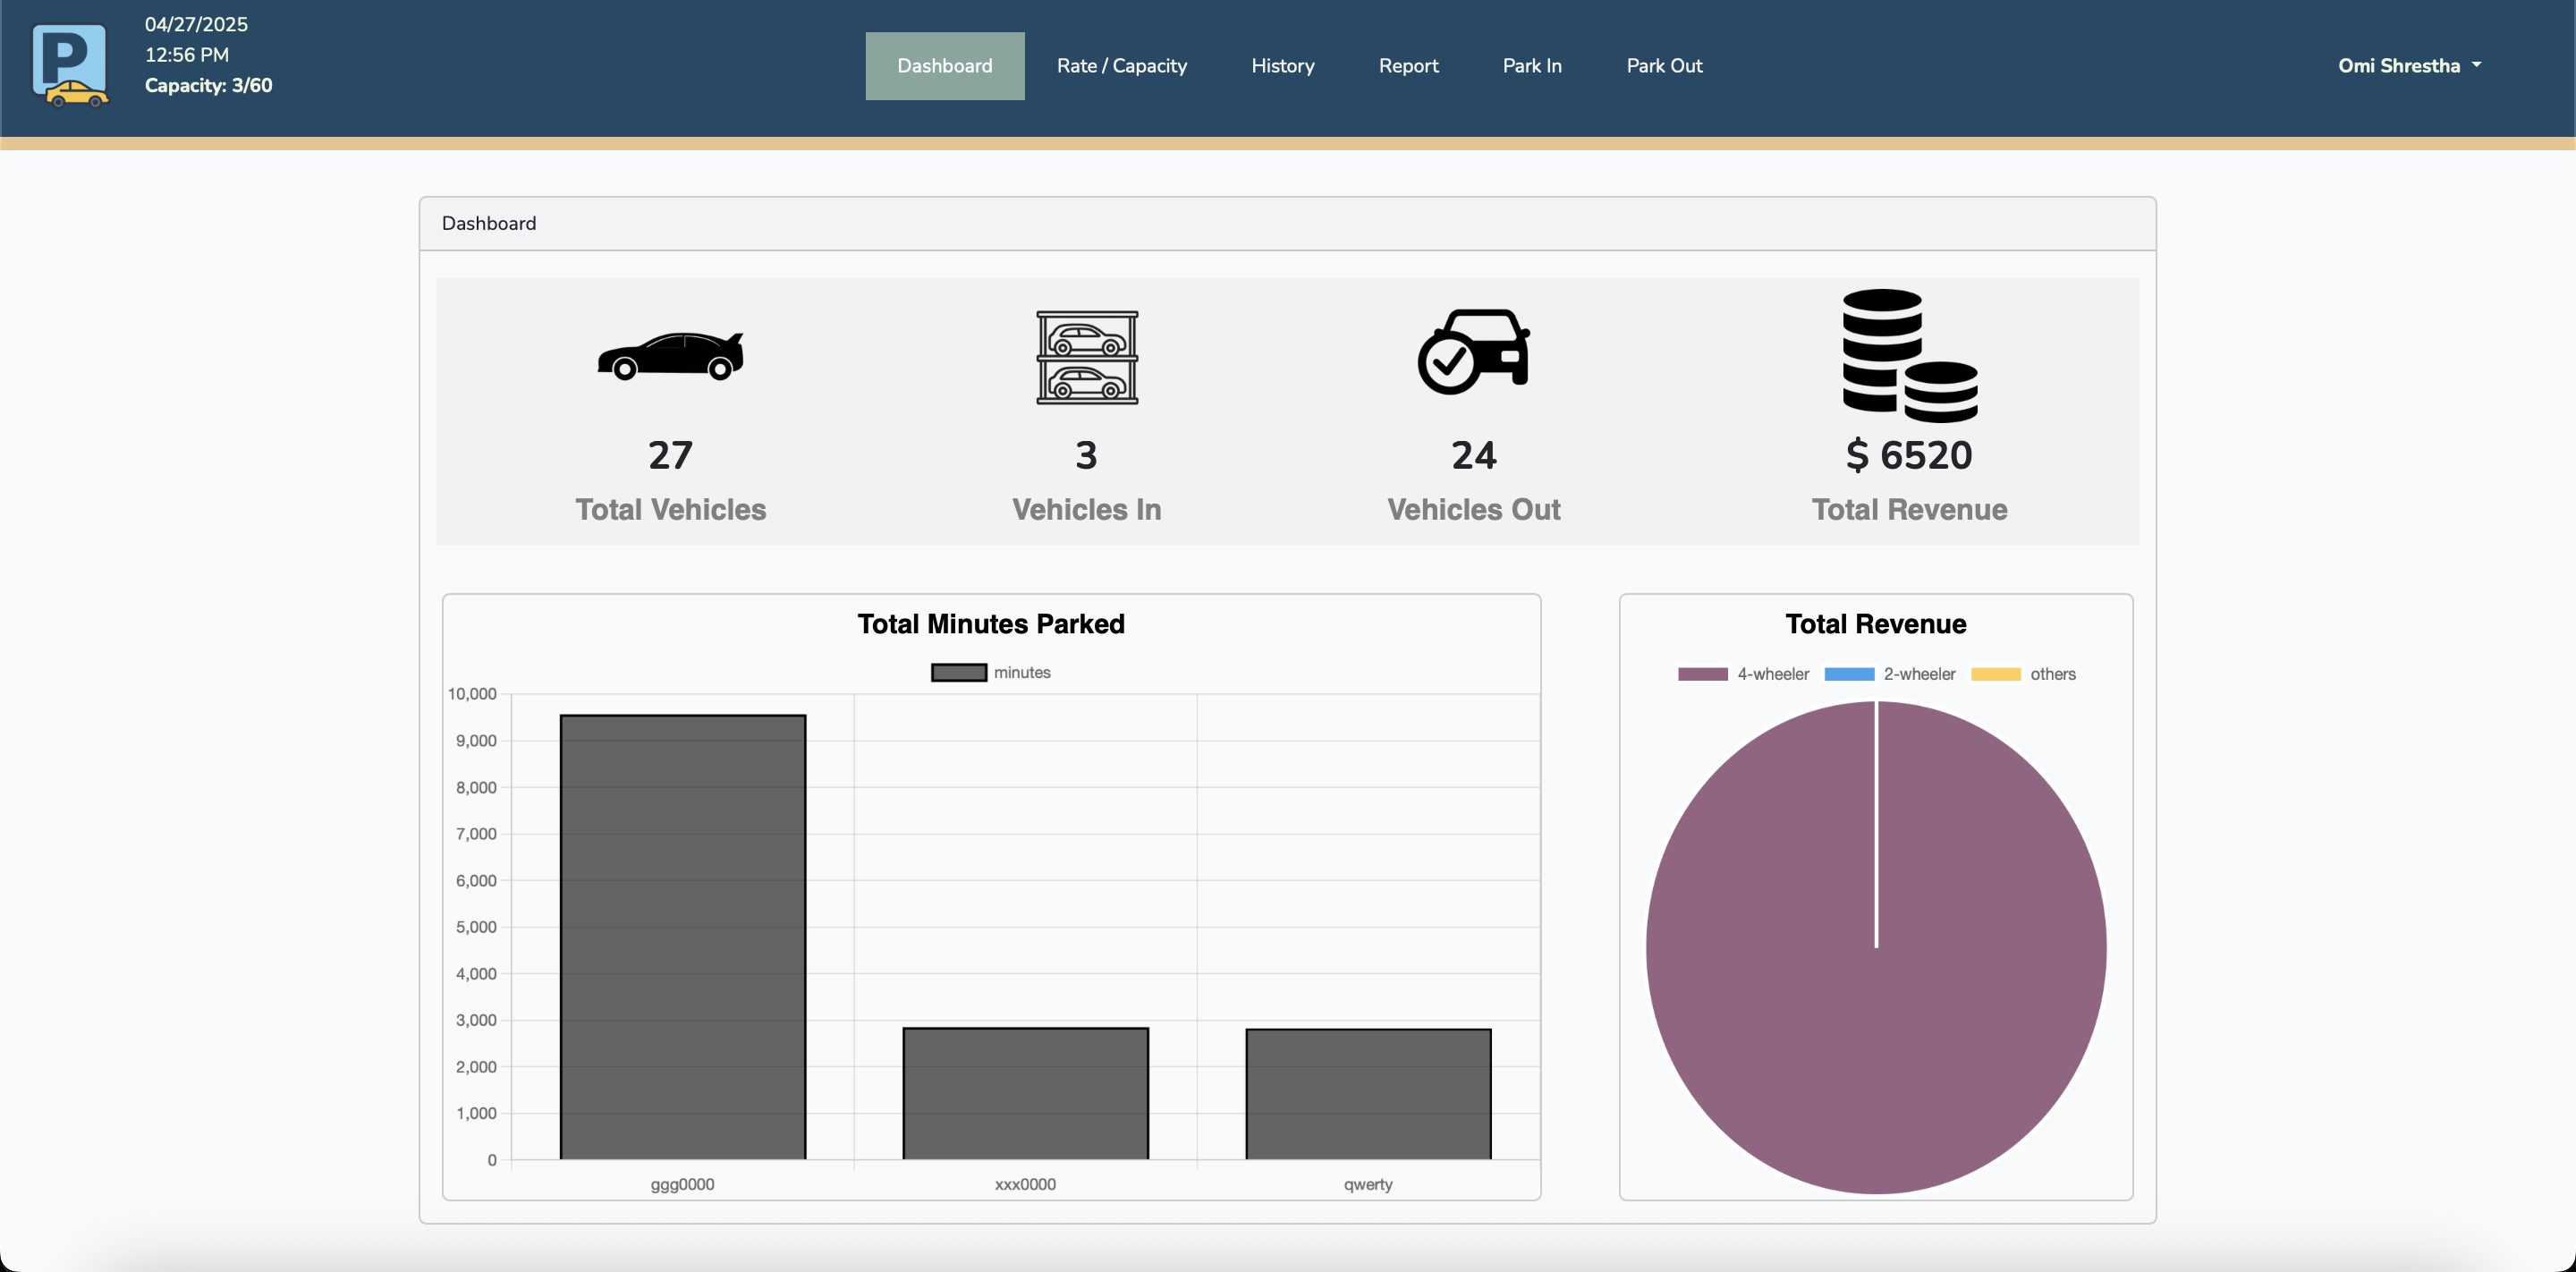 P
04/27/2025
12:56 PM
Capacity: 3/60
Dashboard
Rate / Capacity
History
Report
Park In
Park Out
Omi Shrestha
Dashboard
27
Total Vehicles
3
Vehicles In
24
Vehicles Out
$ 6520
Total Revenue
Total Minutes Parked
minutes
10,000
9,000
8,000
7,000
6,000
5,000
4,000
3,000
2,000
1,000
0
ggg0000
xxx0000
qwerty
Total Revenue
4-wheeler
2-wheeler
others